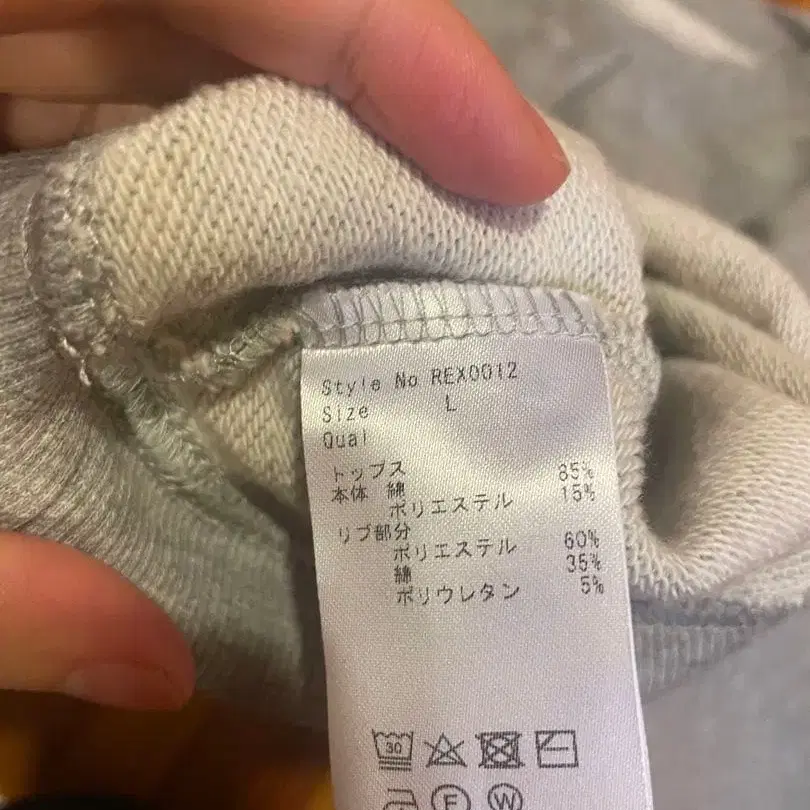 Style No REX0012
Size L
Qual
トップス
本体 綿 85%
ポリエステル 15%
リブ部分
ポリエステル 60%
綿 35%
ポリウレタン 5%
30
F W